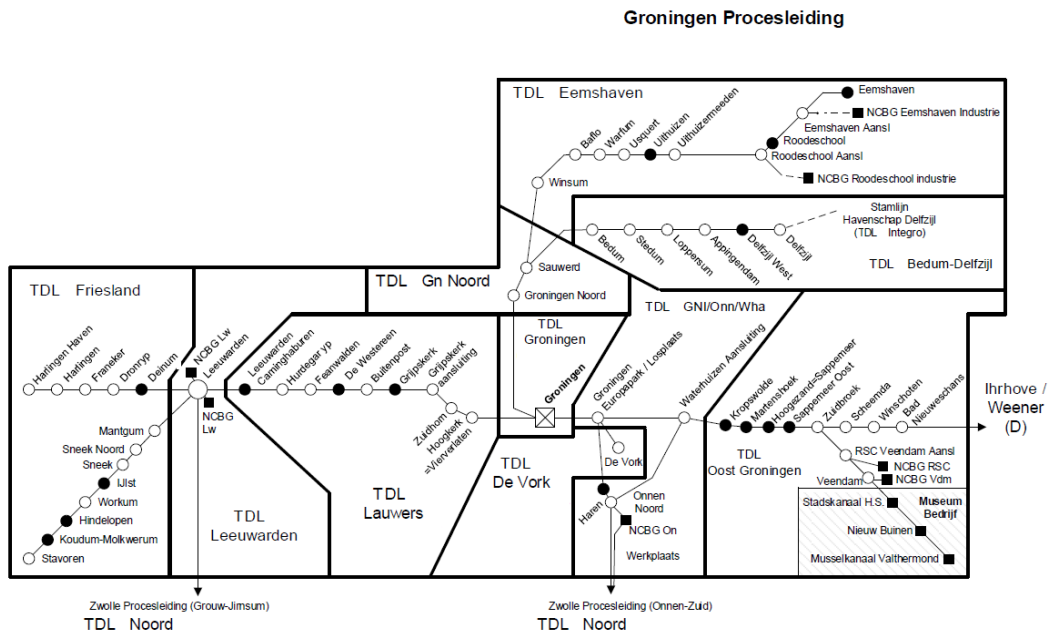 Groningen Procesleiding
TDL Eemshaven
Eemshaven
NCBG Eemshaven Industrie
Eemshaven Aansl
Roodeschool
Roodeschool Aansl
NCBG Roodeschool industrie
Baflo
Warfum
Usquert
Uithuizen
Uithuizermeeden
Winsum
Stamlijn
Havenschap Delfzijl
(TDL Integro)
Bedum
Stedum
Loppersum
Appingendam
Delfzijl West
Delfzijl
TDL Bedum-Delfzijl
Sauwerd
TDL Gn Noord
Groningen Noord
TDL GNI/Onn/Wha
TDL Friesland
TDL
Groningen
Harlingen Haven
Harlingen
Franeker
Dronryp
Deinum
NCBG Lw
Leeuwarden
NCBG
Lw
Leeuwarden
Caminghaburen
Hurdegaryp
Feanwalden
De Westereen
Buitenpost
Grijpskerk
Grijpskerk
aansluiting
Zuidhorn
Hoogkerk
=Vierverlaten
Groningen
Groningen
Europapark / Losplaats
Waterhuizen Aansluiting
Kropswolde
Martenshoek
Hoogezand=Sappemeer
Sappemeer Oost
Zuidbroek
Scheemda
Winschoten
Bad
Nieuweschans
Ihrhove /
Weener
(D)
Mantgum
Sneek Noord
Sneek
IJlst
Workum
Hindelopen
Koudum-Molkwerum
Stavoren
TDL
Leeuwarden
TDL
Lauwers
TDL
De Vork
De Vork
Haren
Onnen
Noord
NCBG On
Werkplaats
TDL
Oost Groningen
RSC Veendam Aansl
NCBG RSC
Veendam
NCBG Vdm
Stadskanaal H.S.
Museum
Bedrijf
Nieuw Buinen
Musselkanaal Valthermond
Zwolle Procesleiding (Grouw-Jirnsum)
TDL Noord
Zwolle Procesleiding (Onnen-Zuid)
TDL Noord